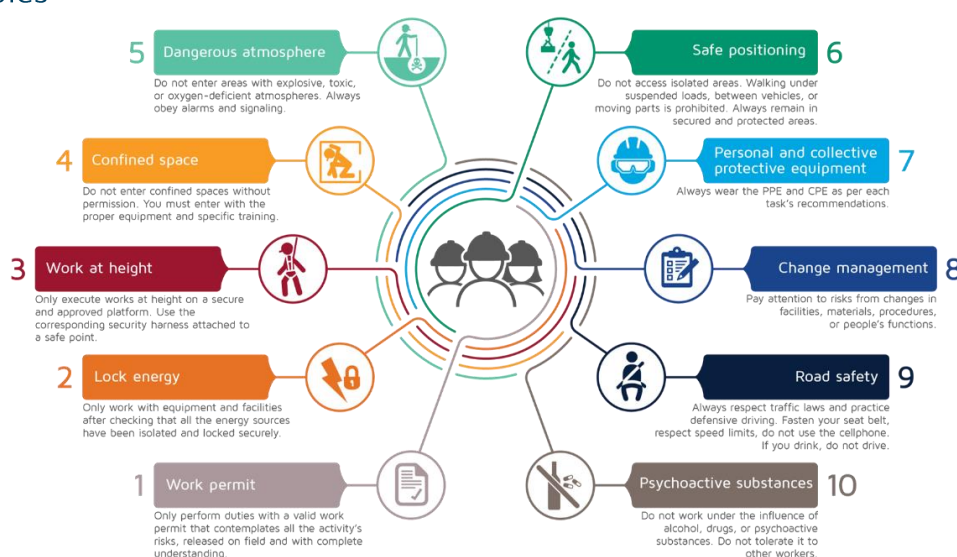 5
Dangerous atmosphere
Do not enter areas with explosive, toxic,
or oxygen-deficient atmospheres. Always
obey alarms and signaling.
4
Confined space
Do not enter confined spaces without
permission. You must enter with the
proper equipment and specific training.
3
Work at height
Only execute works at height on a secure
and approved platform. Use the
corresponding security harness attached to
a safe point.
2
Lock energy
Only work with equipment and facilities
after checking that all the energy sources
have been isolated and locked securely.
1
Work permit
Only perform duties with a valid work
permit that contemplates all the activity's
risks, released on field and with complete
understanding.
Safe positioning
6
Do not access isolated areas. Walking under
suspended loads, between vehicles, or
moving parts is prohibited. Always remain in
secured and protected areas.
Personal and collective
protective equipment
7
Always wear the PPE and CPE as per each
task's recommendations.
Change management
8
Pay attention to risks from changes in
facilities, materials, procedures,
or people's functions.
Road safety
9
Always respect traffic laws and practice
defensive driving. Fasten your seat belt,
respect speed limits, do not use the cellphone.
If you drink, do not drive.
Psychoactive substances
10
Do not work under the influence of
alcohol, drugs, or psychoactive
substances. Do not tolerate it to
other workers.